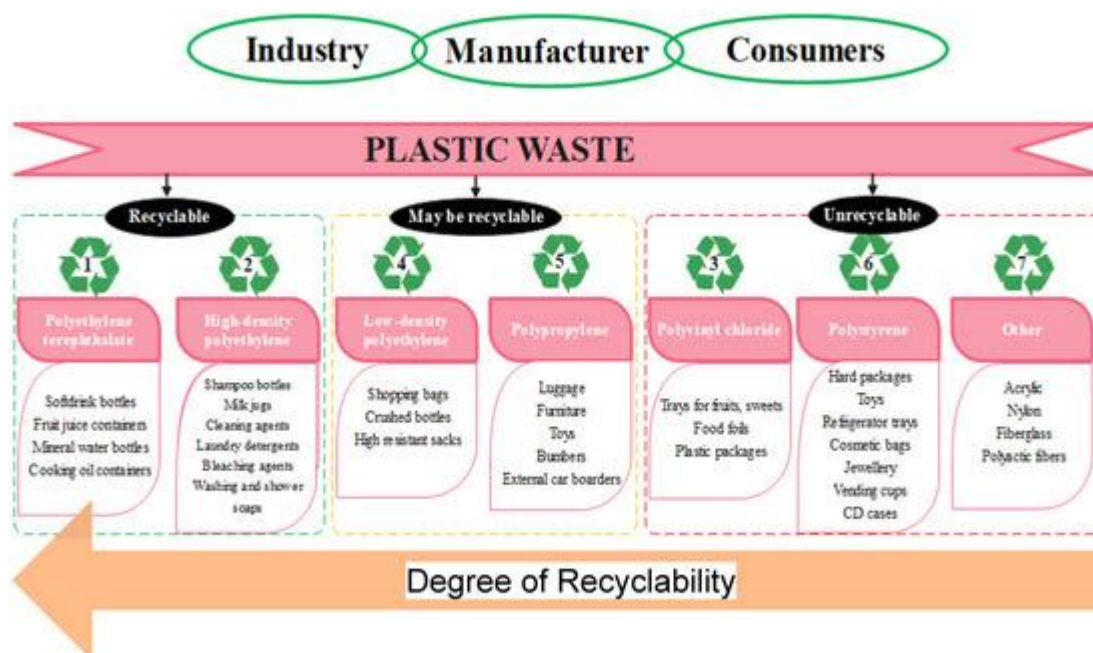 Industry
Manufacturer
Consumers
PLASTIC WASTE
Recyclable
May be recyclable
Unrecyclable
1
2
4
5
3
6
7
Polyethylene
terephthalate
High-density
polyethylene
Low-density
polyethylene
Polypropylene
Polyvinyl chloride
Polystyrene
Other
Softdrink bottles
Fruit juice containers
Mineral water bottles
Cooking oil containers
Shampoo bottles
Milk jugs
Cleaning agents
Laundry detergents
Bleaching agents
Washing and shower
soaps
Shopping bags
Crushed bottles
High resistant sacks
Luggage
Furniture
Toys
Bumbers
External car boarders
Trays for fruits, sweets
Food foils
Plastic packages
Hard packages
Toys
Refrigerator trays
Cosmetic bags
Jewellery
Vending cups
CD cases
Acrylic
Nylon
Fiberglass
Polyactic fibers
Degree of Recyclability